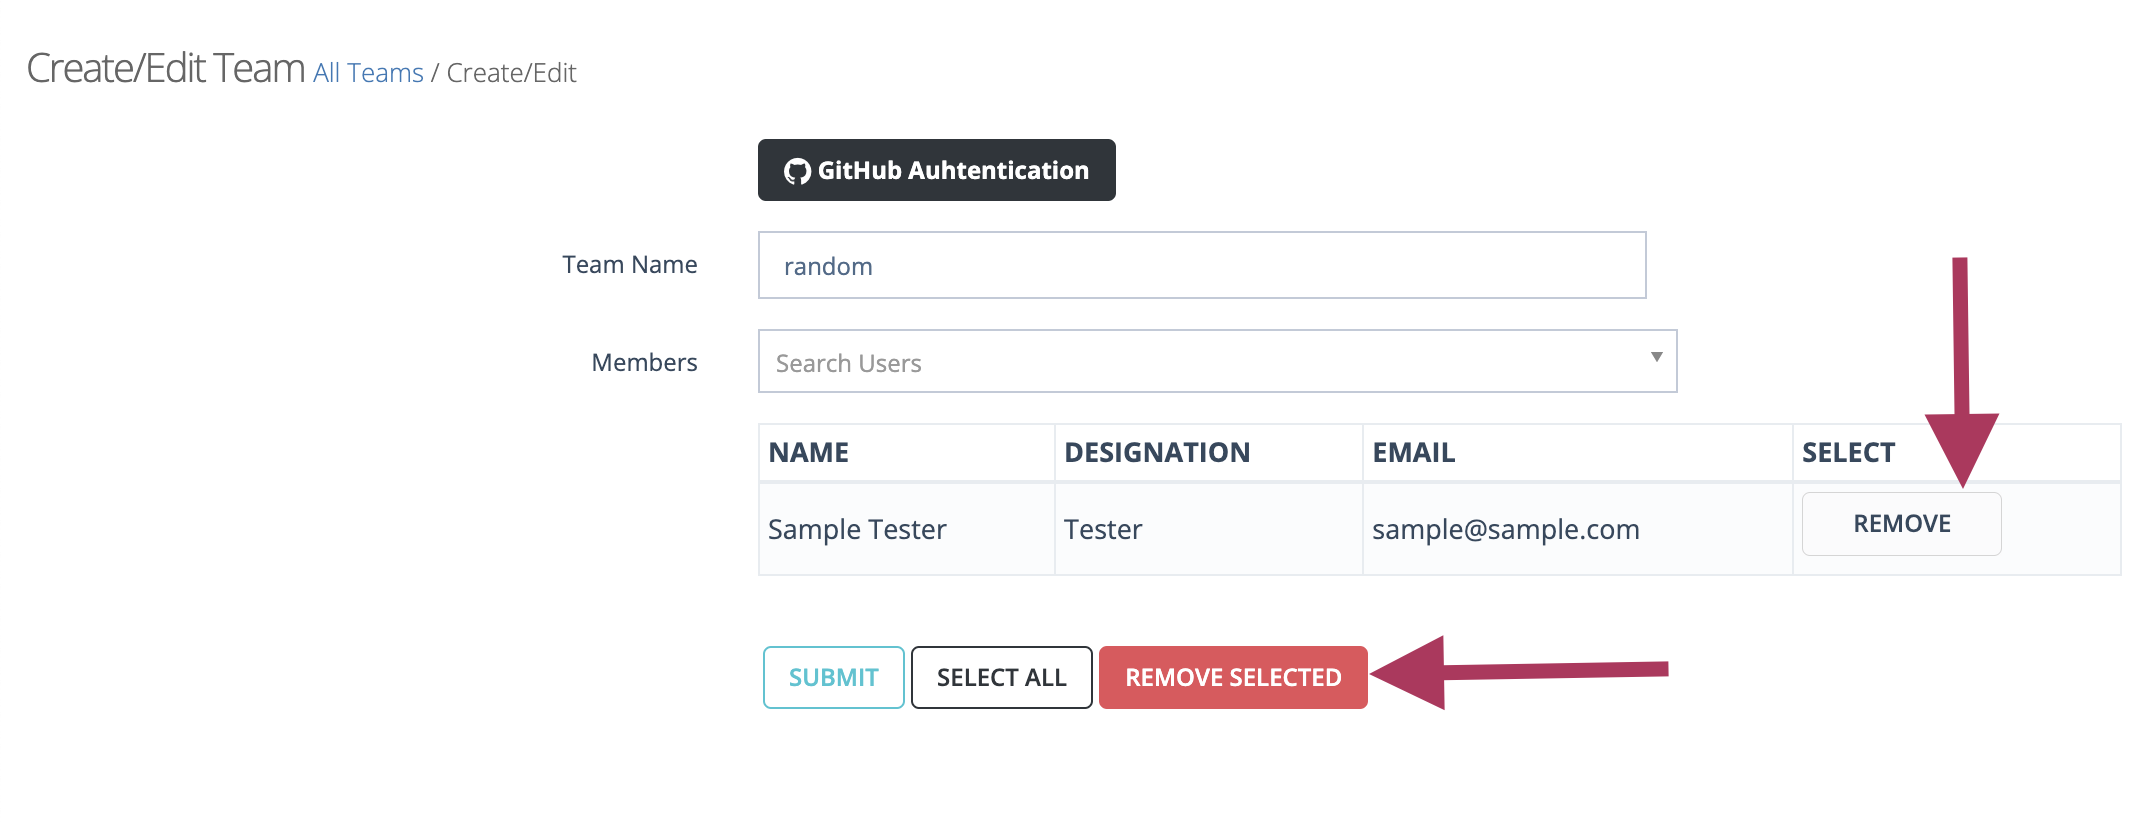 Create/Edit Team All Teams / Create/Edit
GitHub Auhtentication
Team Name random
Members Search Users
NAME DESIGNATION EMAIL SELECT
Sample Tester Tester sample@sample.com REMOVE
SUBMIT SELECT ALL REMOVE SELECTED